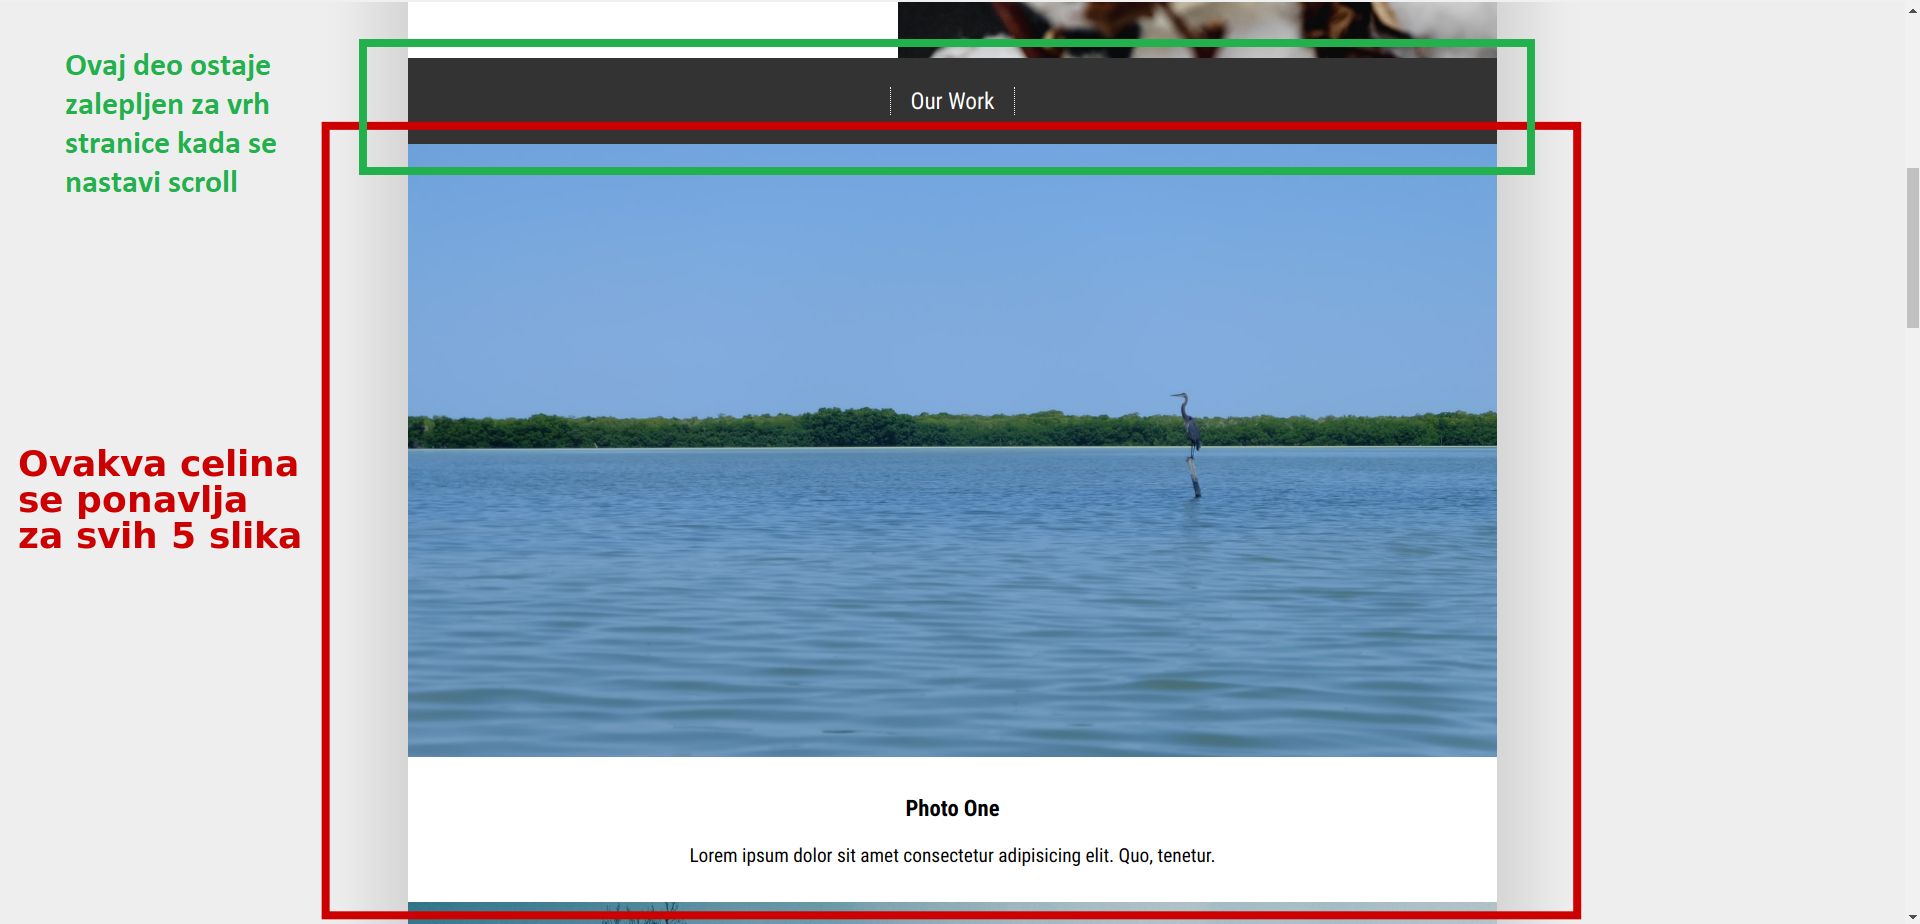 Ovaj deo ostaje
zalepljen za vrh
stranice kada se
nastavi scroll
Our Work
Ovakva celina
se ponavlja
za svih 5 slika
Photo One
Lorem ipsum dolor sit amet consectetur adipisicing elit. Quo, tenetur.